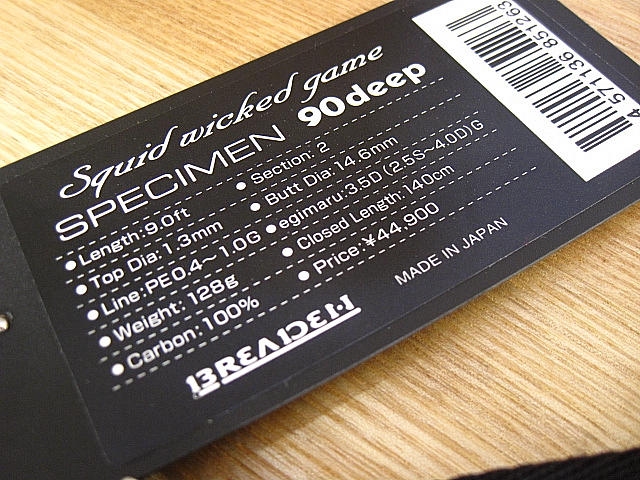 Squid wicked game
SPECIMEN 90deep
●Length:9.0ft ●Section: 2
●Top Dia:1.3mm ●Butt Dia:14.6mm
●Line:PE0.4～1.0G ●egimaru:3.5D (2.5S～4.0D)G
●Weight: 128g ●Closed Length:140cm
●Carbon:100% ●Price:¥44,900
BREADEN
MADE IN JAPAN
4 571136 851263